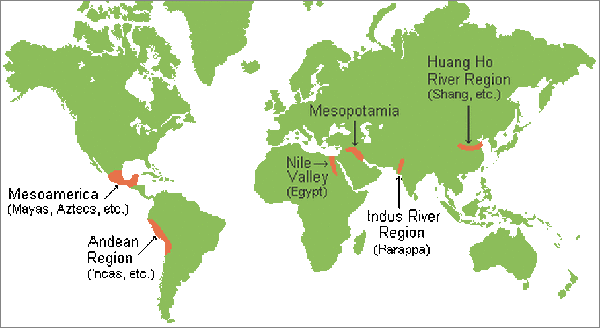 Huang Ho
River Region
(Shang, etc.)
Mesopotamia
Nile
Valley
(Egypt)
Mesoamerica
(Mayas, Aztecs, etc.)
Indus River
Region
(Harappa)
Andean
Region
(Incas, etc.)